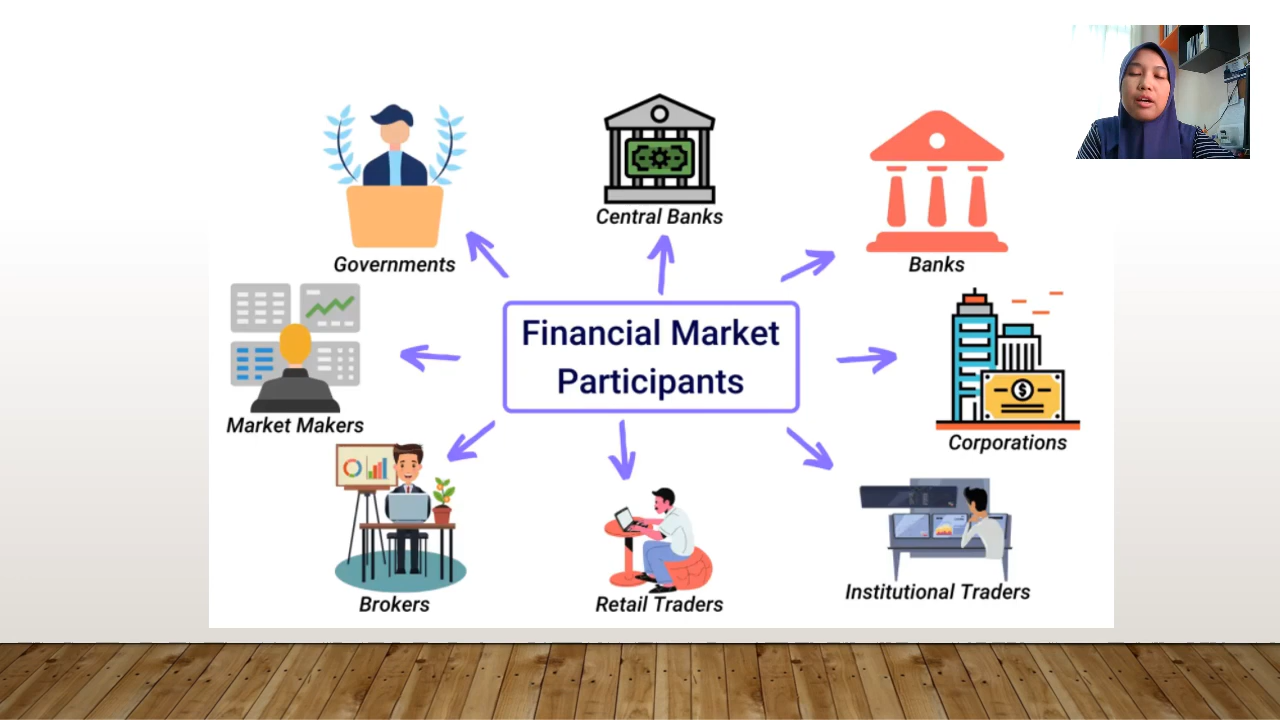 Central Banks
Governments
Banks
Financial Market
Participants
Market Makers
Corporations
Brokers
Retail Traders
Institutional Traders